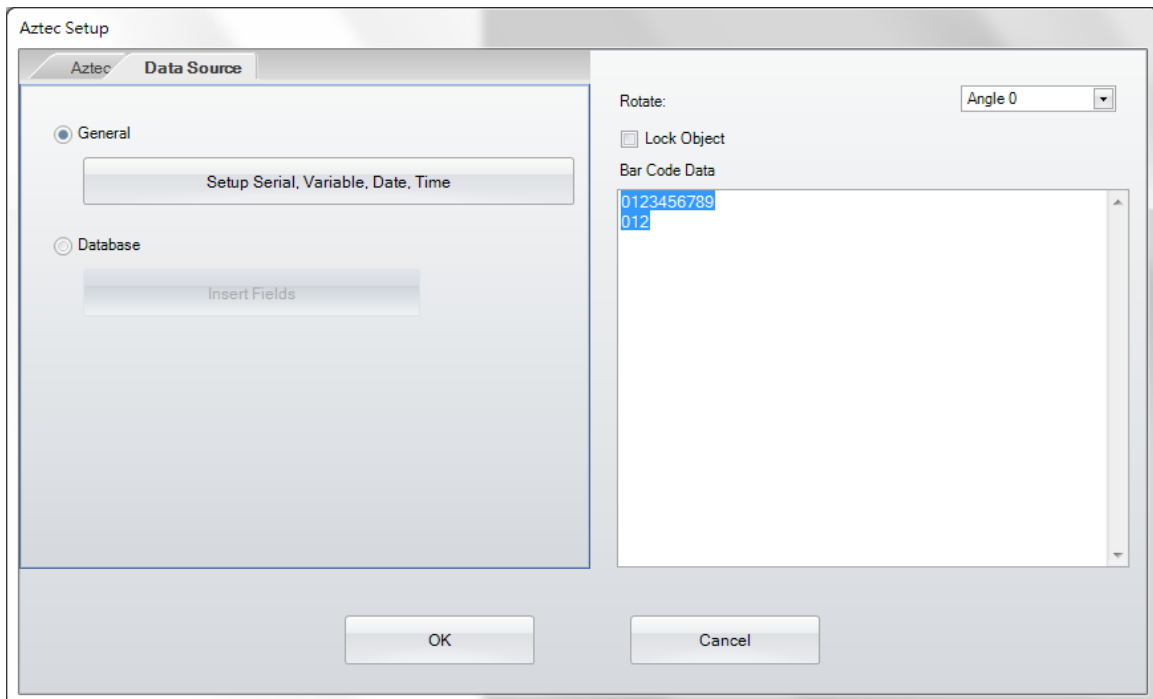 Aztec Setup
Aztec
Data Source
General
Setup Serial, Variable, Date, Time
Database
Insert Fields
Rotate:
Angle 0
Lock Object
Bar Code Data
0123456789
012
OK
Cancel